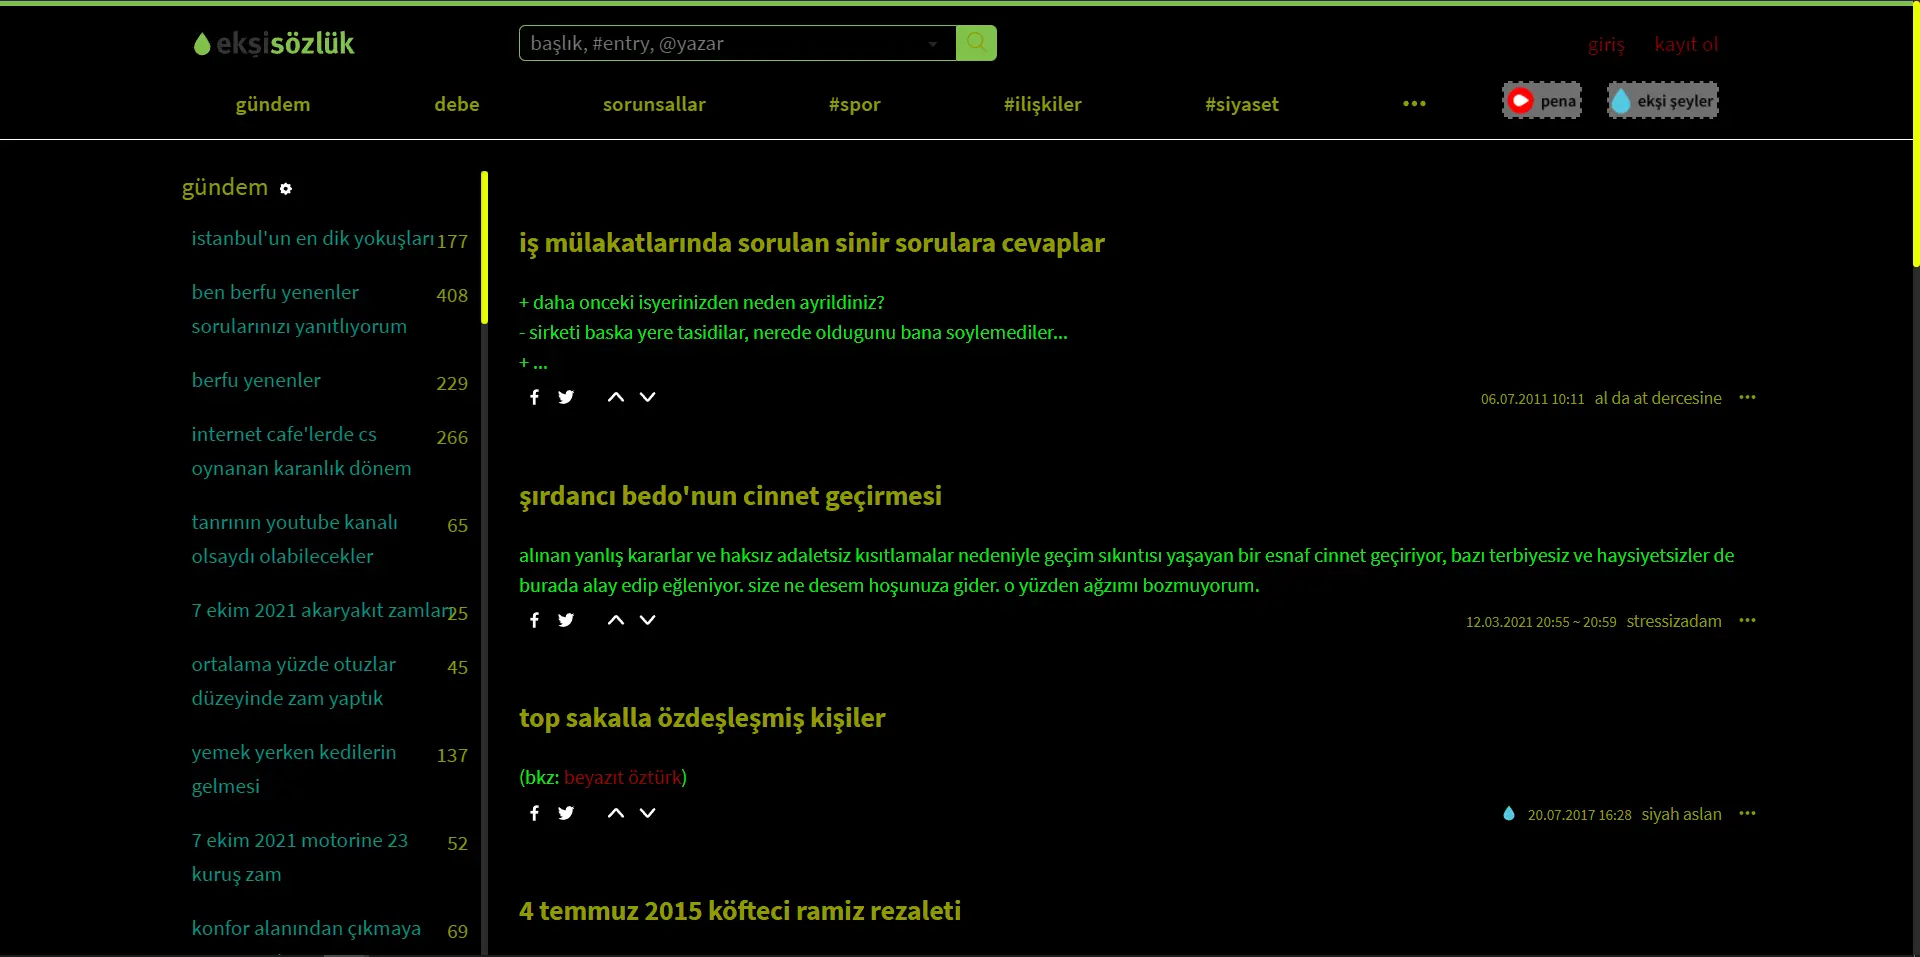 ekşisözlük
başlık, #entry, @yazar
giriş kayıt ol
gündem debe sorunsallar #spor #ilişkiler #siyaset
pena ekşi şeyler
gündem
istanbul'un en dik yokuşları 177
ben berfu yenenler 408
sorularınızı yanıtlıyorum
berfu yenenler 229
internet cafe'lerde cs 266
oynanan karanlık dönem
tanrının youtube kanalı 65
olsaydı olabilecekler
7 ekim 2021 akaryakıt zamları 25
ortalama yüzde otuzlar 45
düzeyinde zam yaptık
yemek yerken kedilerin 137
gelmesi
7 ekim 2021 motorine 23 52
kuruş zam
konfor alanından çıkmaya 69
iş mülakatlarında sorulan sinir sorulara cevaplar
+ daha onceki isyerinizden neden ayrildiniz?
- sirketi baska yere tasidilar, nerede oldugunu bana soylemediler...
+ ...
06.07.2011 10:11 al da at dercesine
şırdancı bedo'nun cinnet geçirmesi
alınan yanlış kararlar ve haksız adaletsiz kısıtlamalar nedeniyle geçim sıkıntısı yaşayan bir esnaf cinnet geçiriyor, bazı terbiyesiz ve haysiyetsizler de
burada alay edip eğleniyor. size ne desem hoşunuza gider. o yüzden ağzımı bozmuyorum.
12.03.2021 20:55 ~ 20:59 stressizadam
top sakalla özdeşleşmiş kişiler
(bkz: beyazıt öztürk)
20.07.2017 16:28 siyah aslan
4 temmuz 2015 köfteci ramiz rezaleti